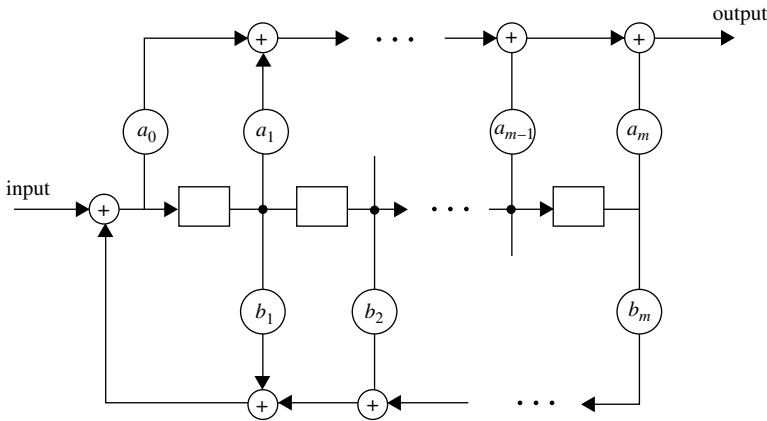 output
+ + +
a₀ a₁ aₘ₋₁ aₘ
input
+
b₁ b₂ bₘ
+ +